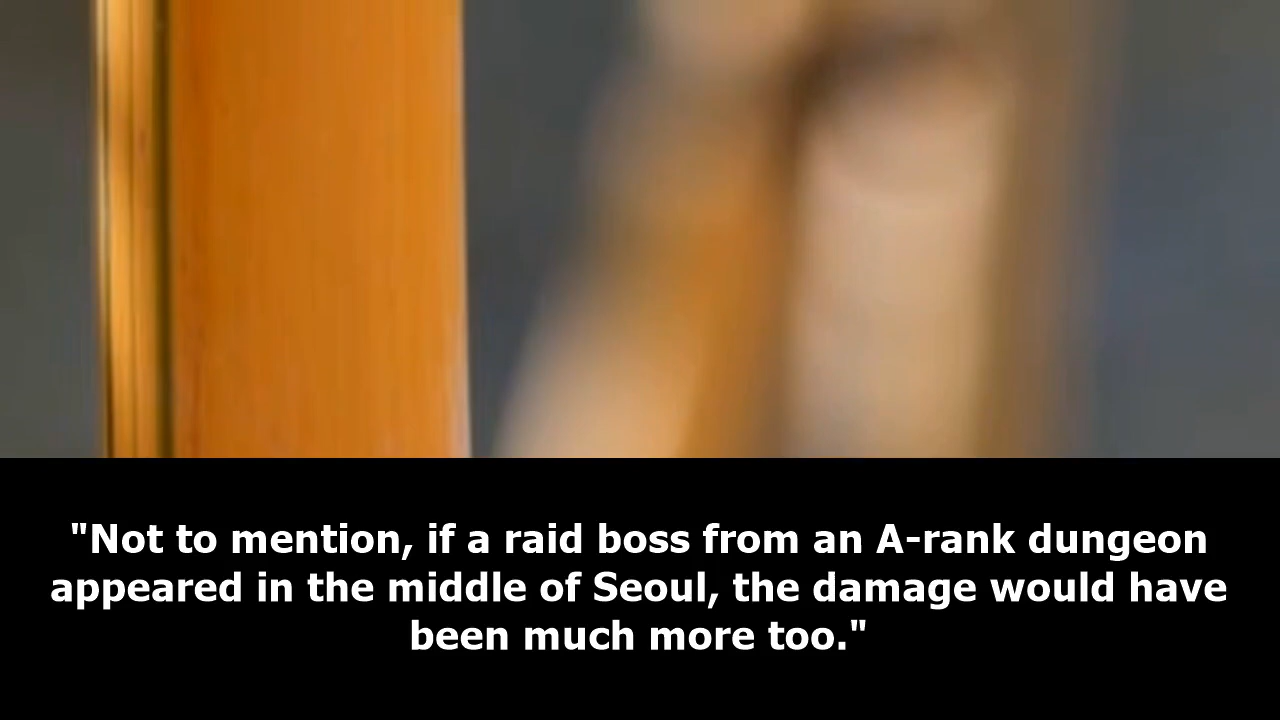 "Not to mention, if a raid boss from an A-rank dungeon
appeared in the middle of Seoul, the damage would have
been much more too."